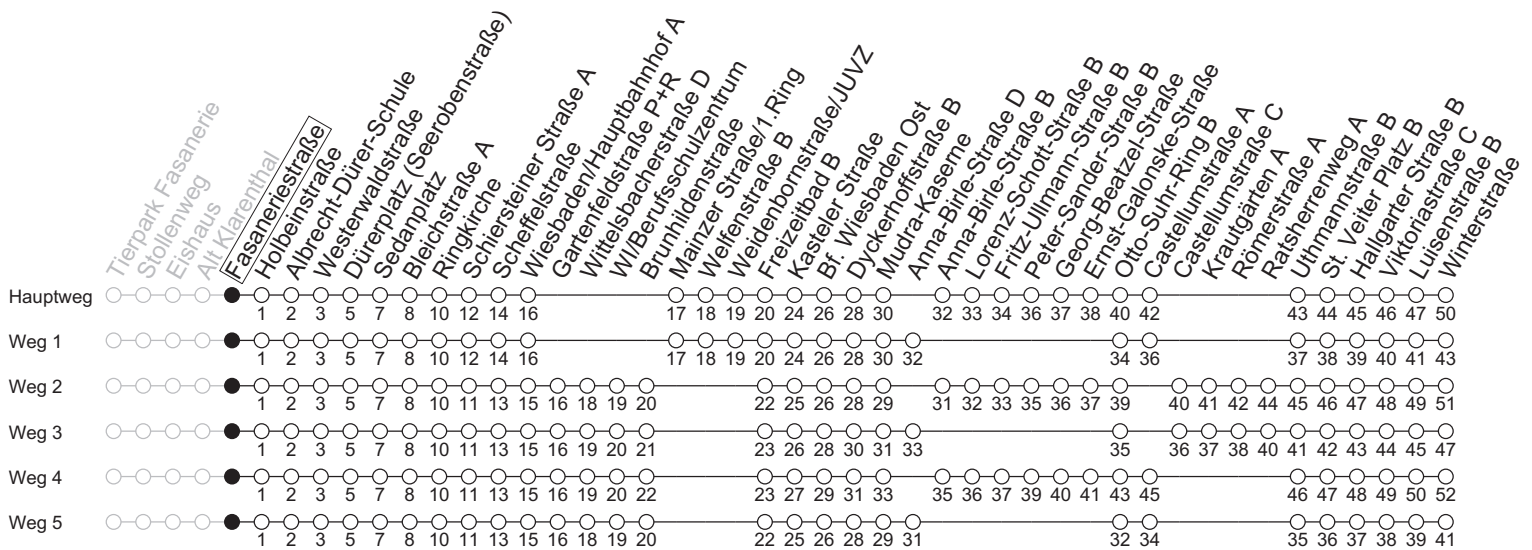 Tierpark Fasanerie
Stollenweg
Eishaus
Alt Klarenthal
Fasaneriestraße
Holbeinstraße
Albrecht-Dürer-Schule
Westerwaldstraße
Dürerplatz (Seerobenstraße)
Sedanplatz
Bleichstraße A
Ringkirche
Schiersteiner Straße A
Scheffelstraße
Wiesbaden/Hauptbahnhof A
Gartenfeldstraße P+R
Wittelsbacherstraße D
WI/Berufsschulzentrum
Brunhildenstraße
Mainzer Straße/1.Ring
Welfenstraße B
Weidenbornstraße/JUVZ
Freizeitbad B
Kasteler Straße
Bf. Wiesbaden Ost
Dyckerhoffstraße B
Mudra-Kaserne
Anna-Birle-Straße D
Anna-Birle-Straße B
Lorenz-Schott-Straße B
Fritz-Ullmann-Straße B
Peter-Sander-Straße B
Georg-Beatzel-Straße
Ernst-Galonske-Straße
Otto-Suhr-Ring B
Castellumstraße A
Castellumstraße C
Krautgärten A
Römerstraße A
Ratsherrenweg A
Uthmannstraße B
St. Veiter Platz B
Hallgarter Straße B
Viktoriastraße C
Luisenstraße B
Winterstraße
Hauptweg
1 2 3 5 7 8 10 12 14 16 17 18 19 20 24 26 28 30 32 33 34 36 37 38 40 42 43 44 45 46 47 50
Weg 1
1 2 3 5 7 8 10 12 14 16 17 18 19 20 24 26 28 30 32 34 36 37 38 39 40 41 43
Weg 2
1 2 3 5 7 8 10 11 13 15 16 18 19 20 22 25 26 28 29 31 32 33 35 36 37 39 40 41 42 44 45 46 47 48 49 51
Weg 3
1 2 3 5 7 8 10 11 13 15 16 19 20 21 23 26 28 30 31 33 35 36 37 38 40 41 42 43 44 45 47
Weg 4
1 2 3 5 7 8 10 11 13 15 16 19 20 22 23 27 29 31 33 35 36 37 39 40 41 43 45 46 47 48 49 50 52
Weg 5
1 2 3 5 7 8 10 11 13 15 16 18 19 20 22 25 26 28 29 31 32 34 35 36 37 38 39 41